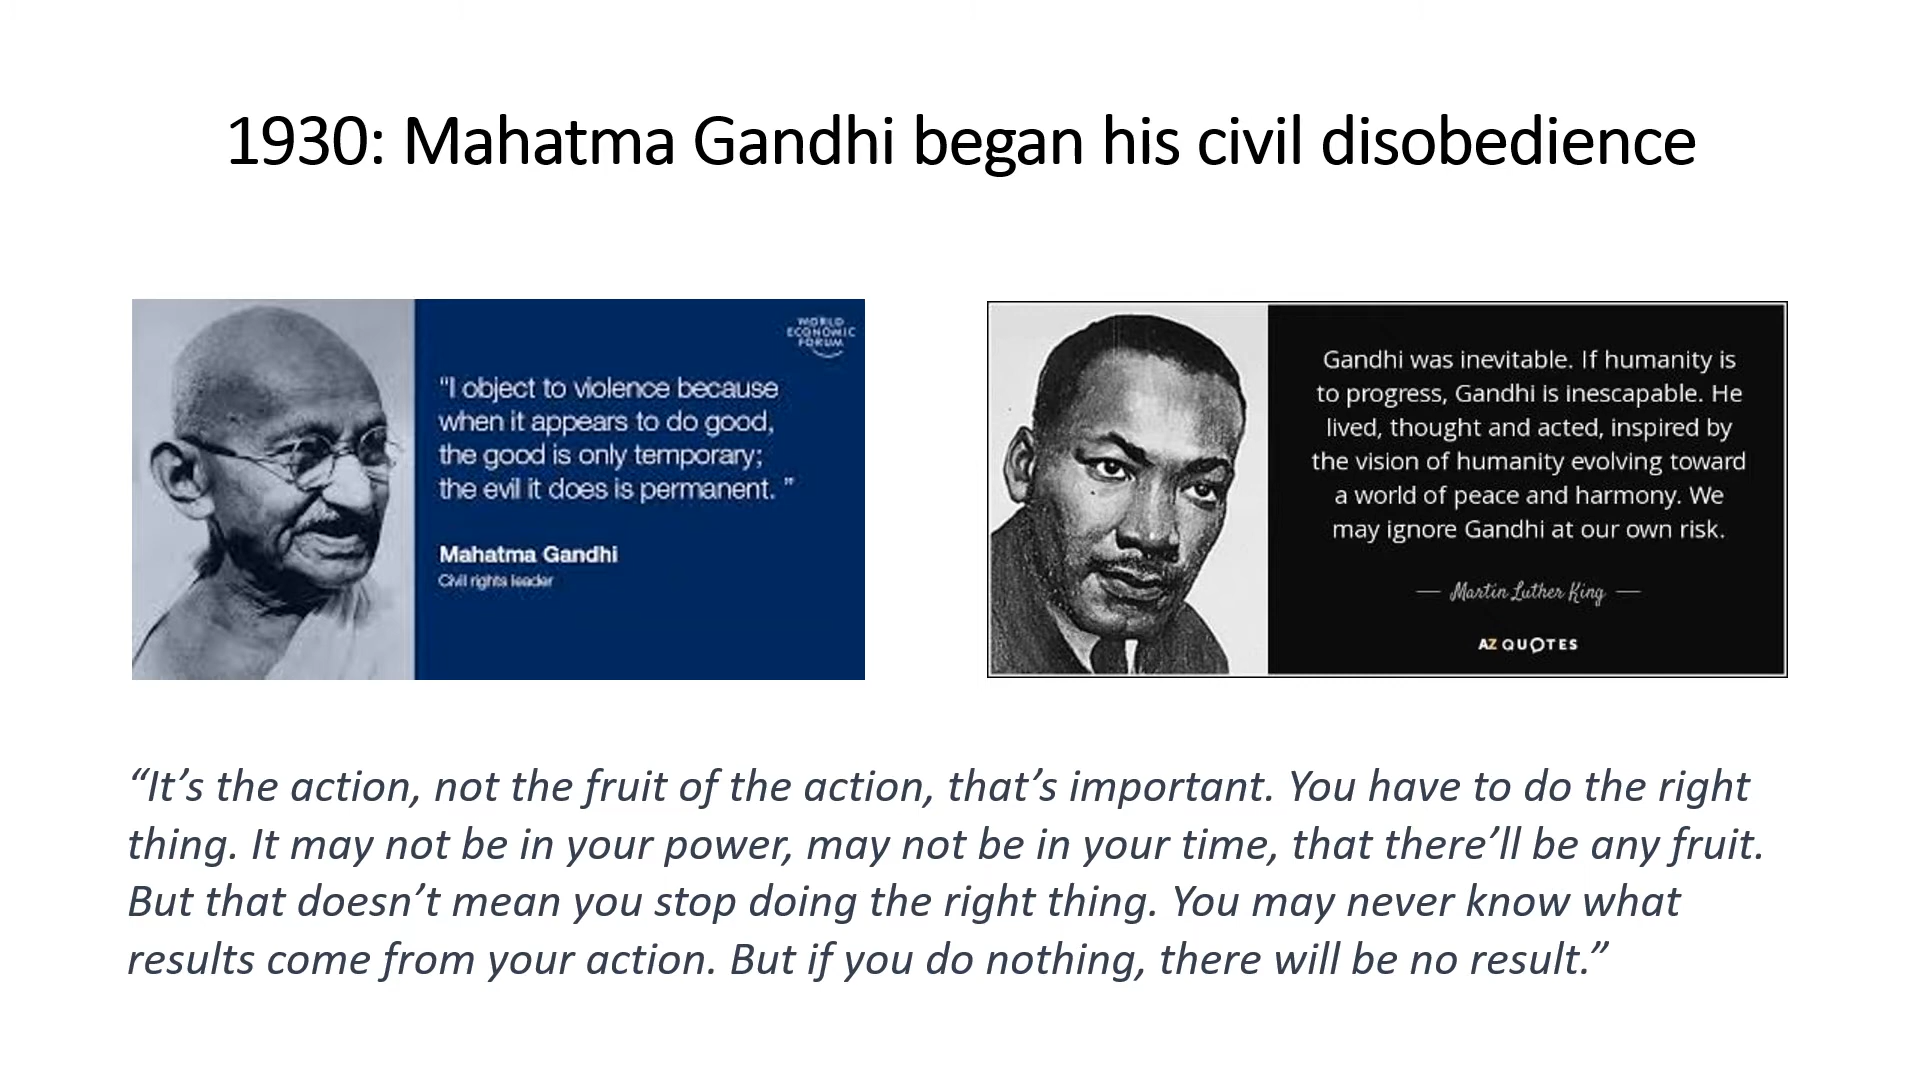 1930: Mahatma Gandhi began his civil disobedience
WORLD
ECONOMIC
FORUM
“I object to violence because
when it appears to do good,
the good is only temporary;
the evil it does is permanent. ”
Mahatma Gandhi
Civil rights leader
Gandhi was inevitable. If humanity is
to progress, Gandhi is inescapable. He
lived, thought and acted, inspired by
the vision of humanity evolving toward
a world of peace and harmony. We
may ignore Gandhi at our own risk.
— Martin Luther King —
AZ QUOTES
“It’s the action, not the fruit of the action, that’s important. You have to do the right
thing. It may not be in your power, may not be in your time, that there’ll be any fruit.
But that doesn’t mean you stop doing the right thing. You may never know what
results come from your action. But if you do nothing, there will be no result.”